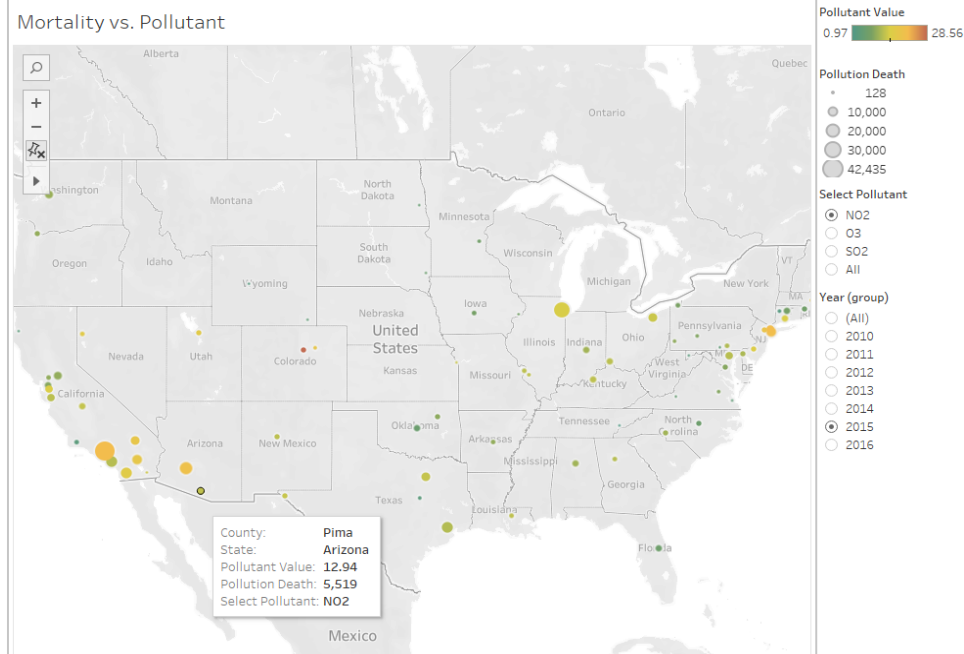 Mortality vs. Pollutant
Alberta
Quebec
Ontario
shington
Montana
North
Dakota
Minnesota
Oregon
Idaho
Wyoming
South
Dakota
Wisconsin
Michigan
New York
VT
MA
Nebraska
Iowa
United
States
Illinois
Indiana
Ohio
Pennsylvania
NJ
Nevada
Utah
Colorado
Kansas
Missouri
West
Virginia
DE
Kentucky
California
Arizona
New Mexico
Oklahoma
Arkansas
Tennessee
North
Carolina
Mississippi
Georgia
Texas
Louisiana
Florida
Mexico
County: Pima
State: Arizona
Pollutant Value: 12.94
Pollution Death: 5,519
Select Pollutant: NO2
Pollutant Value
0.97 28.56
Pollution Death
128
10,000
20,000
30,000
42,435
Select Pollutant
NO2
O3
SO2
All
Year (group)
(All)
2010
2011
2012
2013
2014
2015
2016